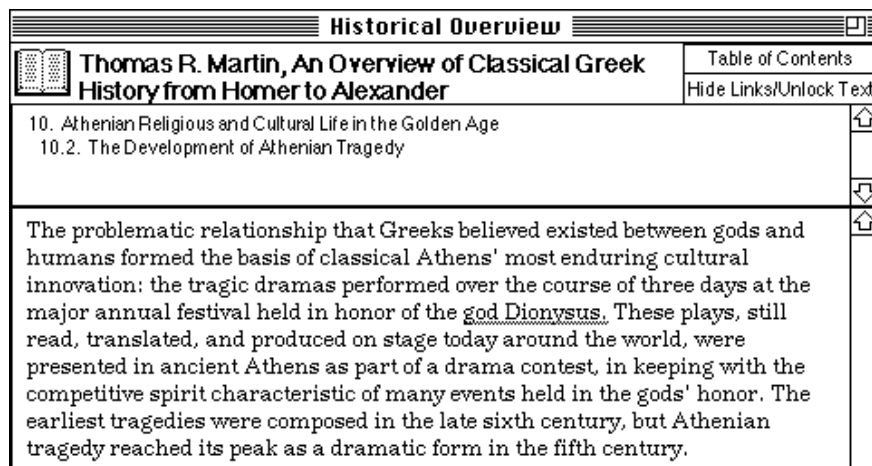 Historical Overview
Thomas R. Martin, An Overview of Classical Greek
History from Homer to Alexander
Table of Contents
Hide Links/Unlock Text
10. Athenian Religious and Cultural Life in the Golden Age
10.2. The Development of Athenian Tragedy
The problematic relationship that Greeks believed existed between gods and
humans formed the basis of classical Athens' most enduring cultural
innovation: the tragic dramas performed over the course of three days at the
major annual festival held in honor of the god Dionysus. These plays, still
read, translated, and produced on stage today around the world, were
presented in ancient Athens as part of a drama contest, in keeping with the
competitive spirit characteristic of many events held in the gods' honor. The
earliest tragedies were composed in the late sixth century, but Athenian
tragedy reached its peak as a dramatic form in the fifth century.